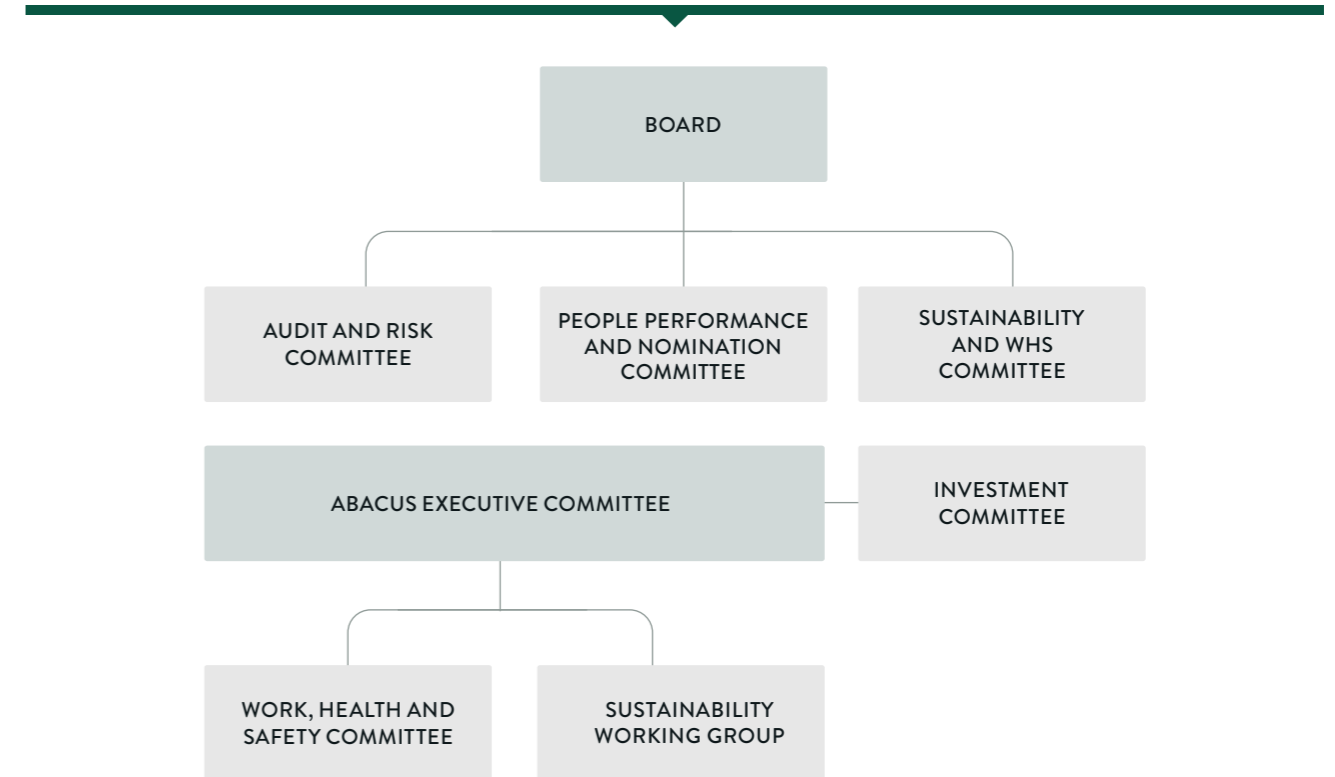 BOARD
AUDIT AND RISK
COMMITTEE
PEOPLE PERFORMANCE
AND NOMINATION
COMMITTEE
SUSTAINABILITY
AND WHS
COMMITTEE
ABACUS EXECUTIVE COMMITTEE
INVESTMENT
COMMITTEE
WORK, HEALTH AND
SAFETY COMMITTEE
SUSTAINABILITY
WORKING GROUP